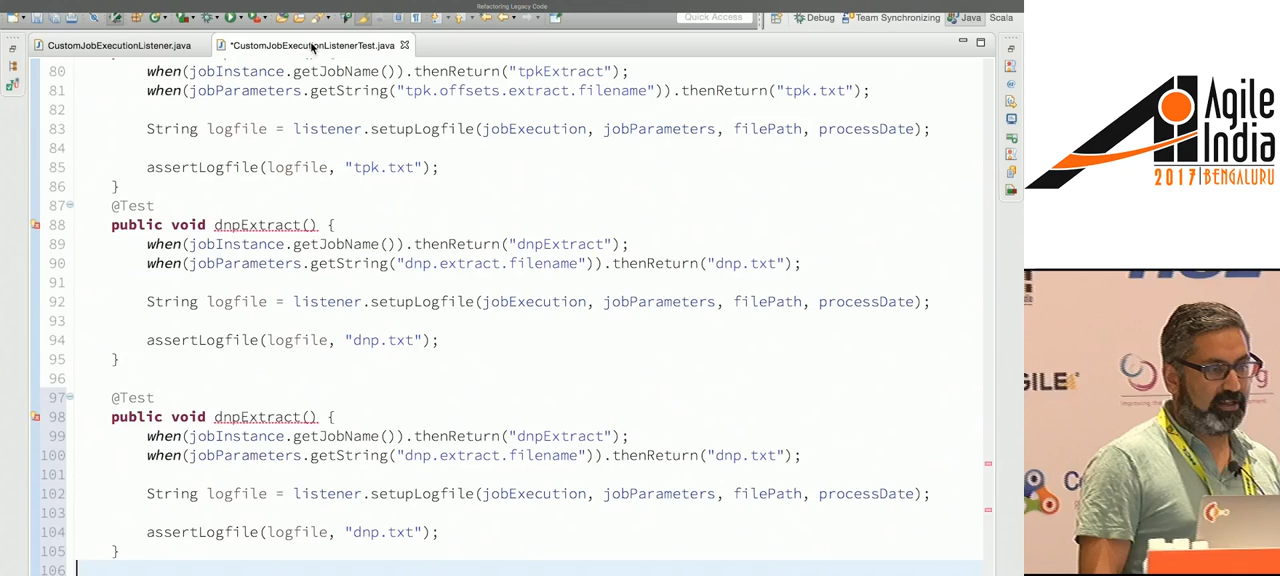 Refactoring Legacy Code
Quick Access
Debug
Team Synchronizing
Java
Scala
CustomJobExecutionListener.java
*CustomJobExecutionListenerTest.java
80 when(jobInstance.getJobName()).thenReturn("tpkExtract");
81 when(jobParameters.getString("tpk.offsets.extract.filename")).thenReturn("tpk.txt");
82
83 String logfile = listener.setupLogfile(jobExecution, jobParameters, filePath, processDate);
84
85 assertLogfile(logfile, "tpk.txt");
86 }
87 @Test
88 public void dnpExtract() {
89 when(jobInstance.getJobName()).thenReturn("dnpExtract");
90 when(jobParameters.getString("dnp.extract.filename")).thenReturn("dnp.txt");
91
92 String logfile = listener.setupLogfile(jobExecution, jobParameters, filePath, processDate);
93
94 assertLogfile(logfile, "dnp.txt");
95 }
96
97 @Test
98 public void dnpExtract() {
99 when(jobInstance.getJobName()).thenReturn("dnpExtract");
100 when(jobParameters.getString("dnp.extract.filename")).thenReturn("dnp.txt");
101
102 String logfile = listener.setupLogfile(jobExecution, jobParameters, filePath, processDate);
103
104 assertLogfile(logfile, "dnp.txt");
105 }
106
Agile
India
2017 BENGALURU